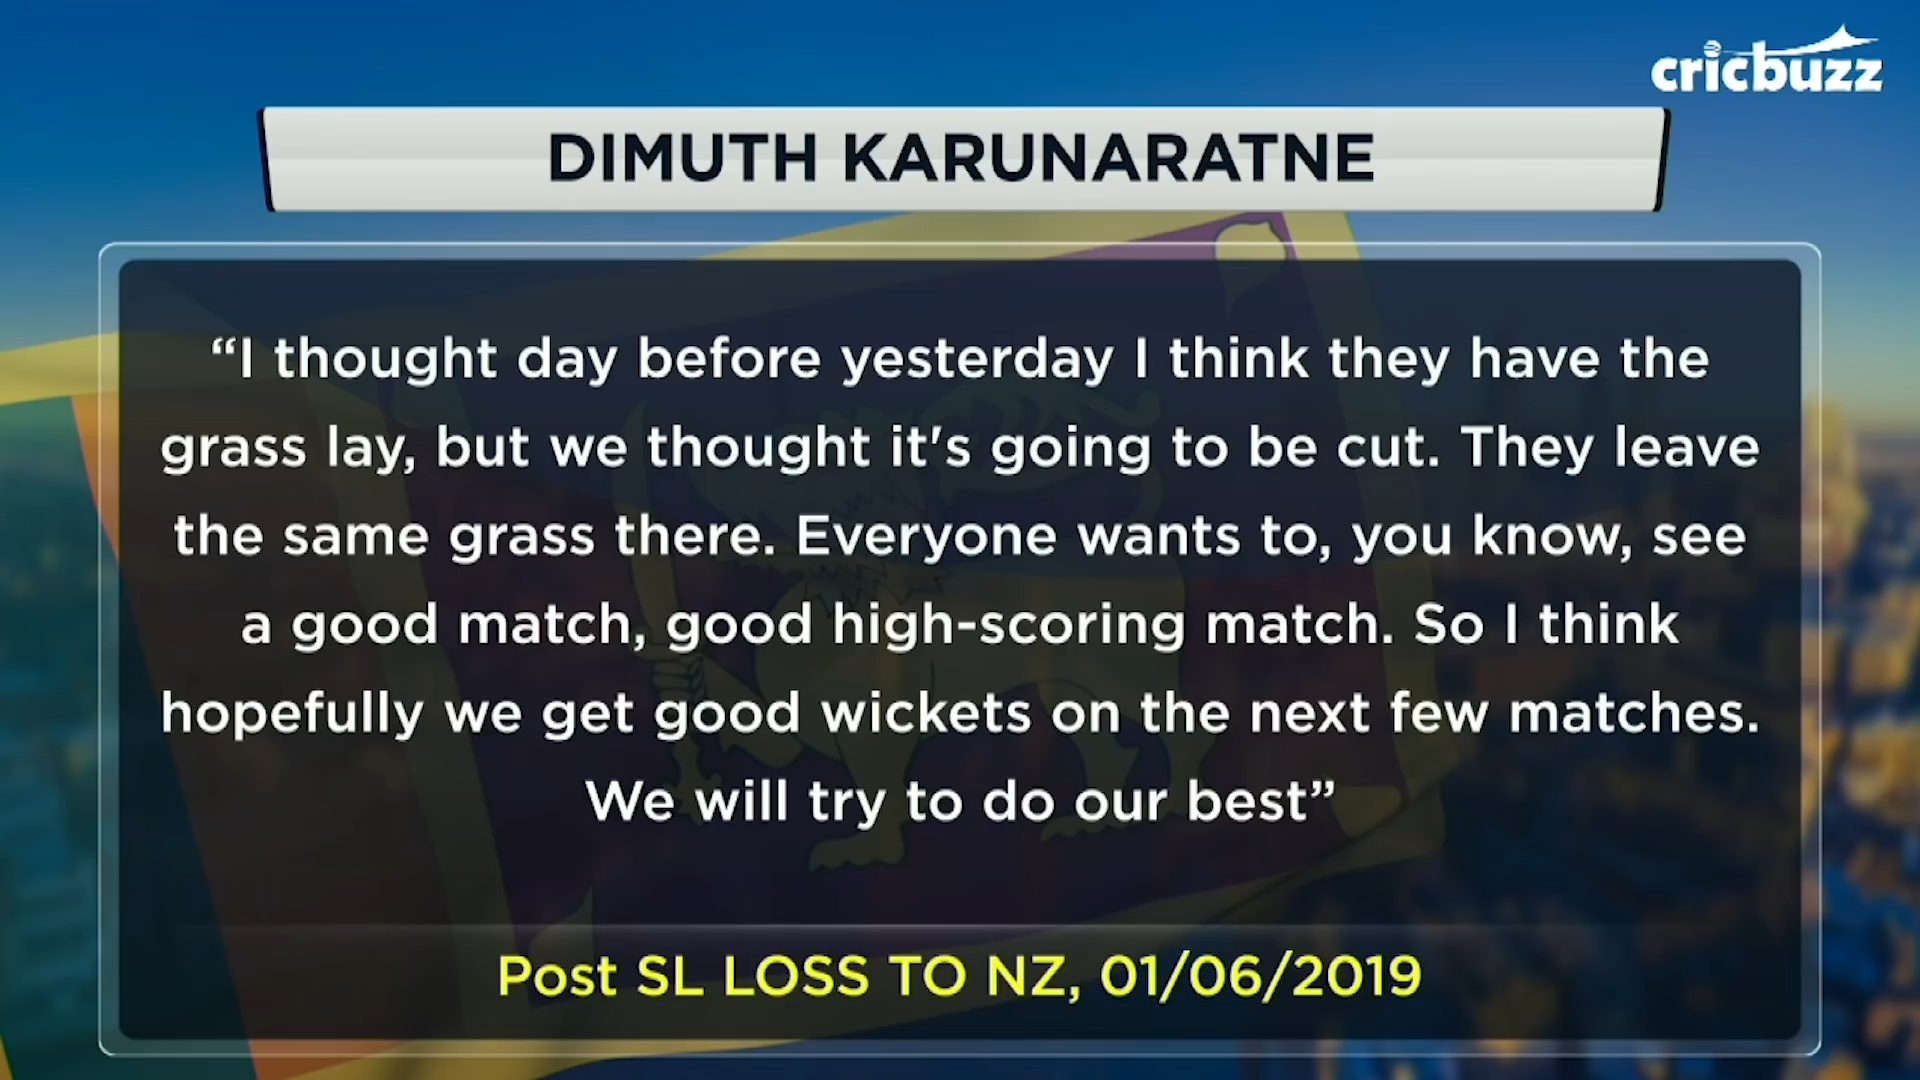 cricbuzz
DIMUTH KARUNARATNE
“I thought day before yesterday I think they have the
grass lay, but we thought it's going to be cut. They leave
the same grass there. Everyone wants to, you know, see
a good match, good high-scoring match. So I think
hopefully we get good wickets on the next few matches.
We will try to do our best”
Post SL LOSS TO NZ, 01/06/2019